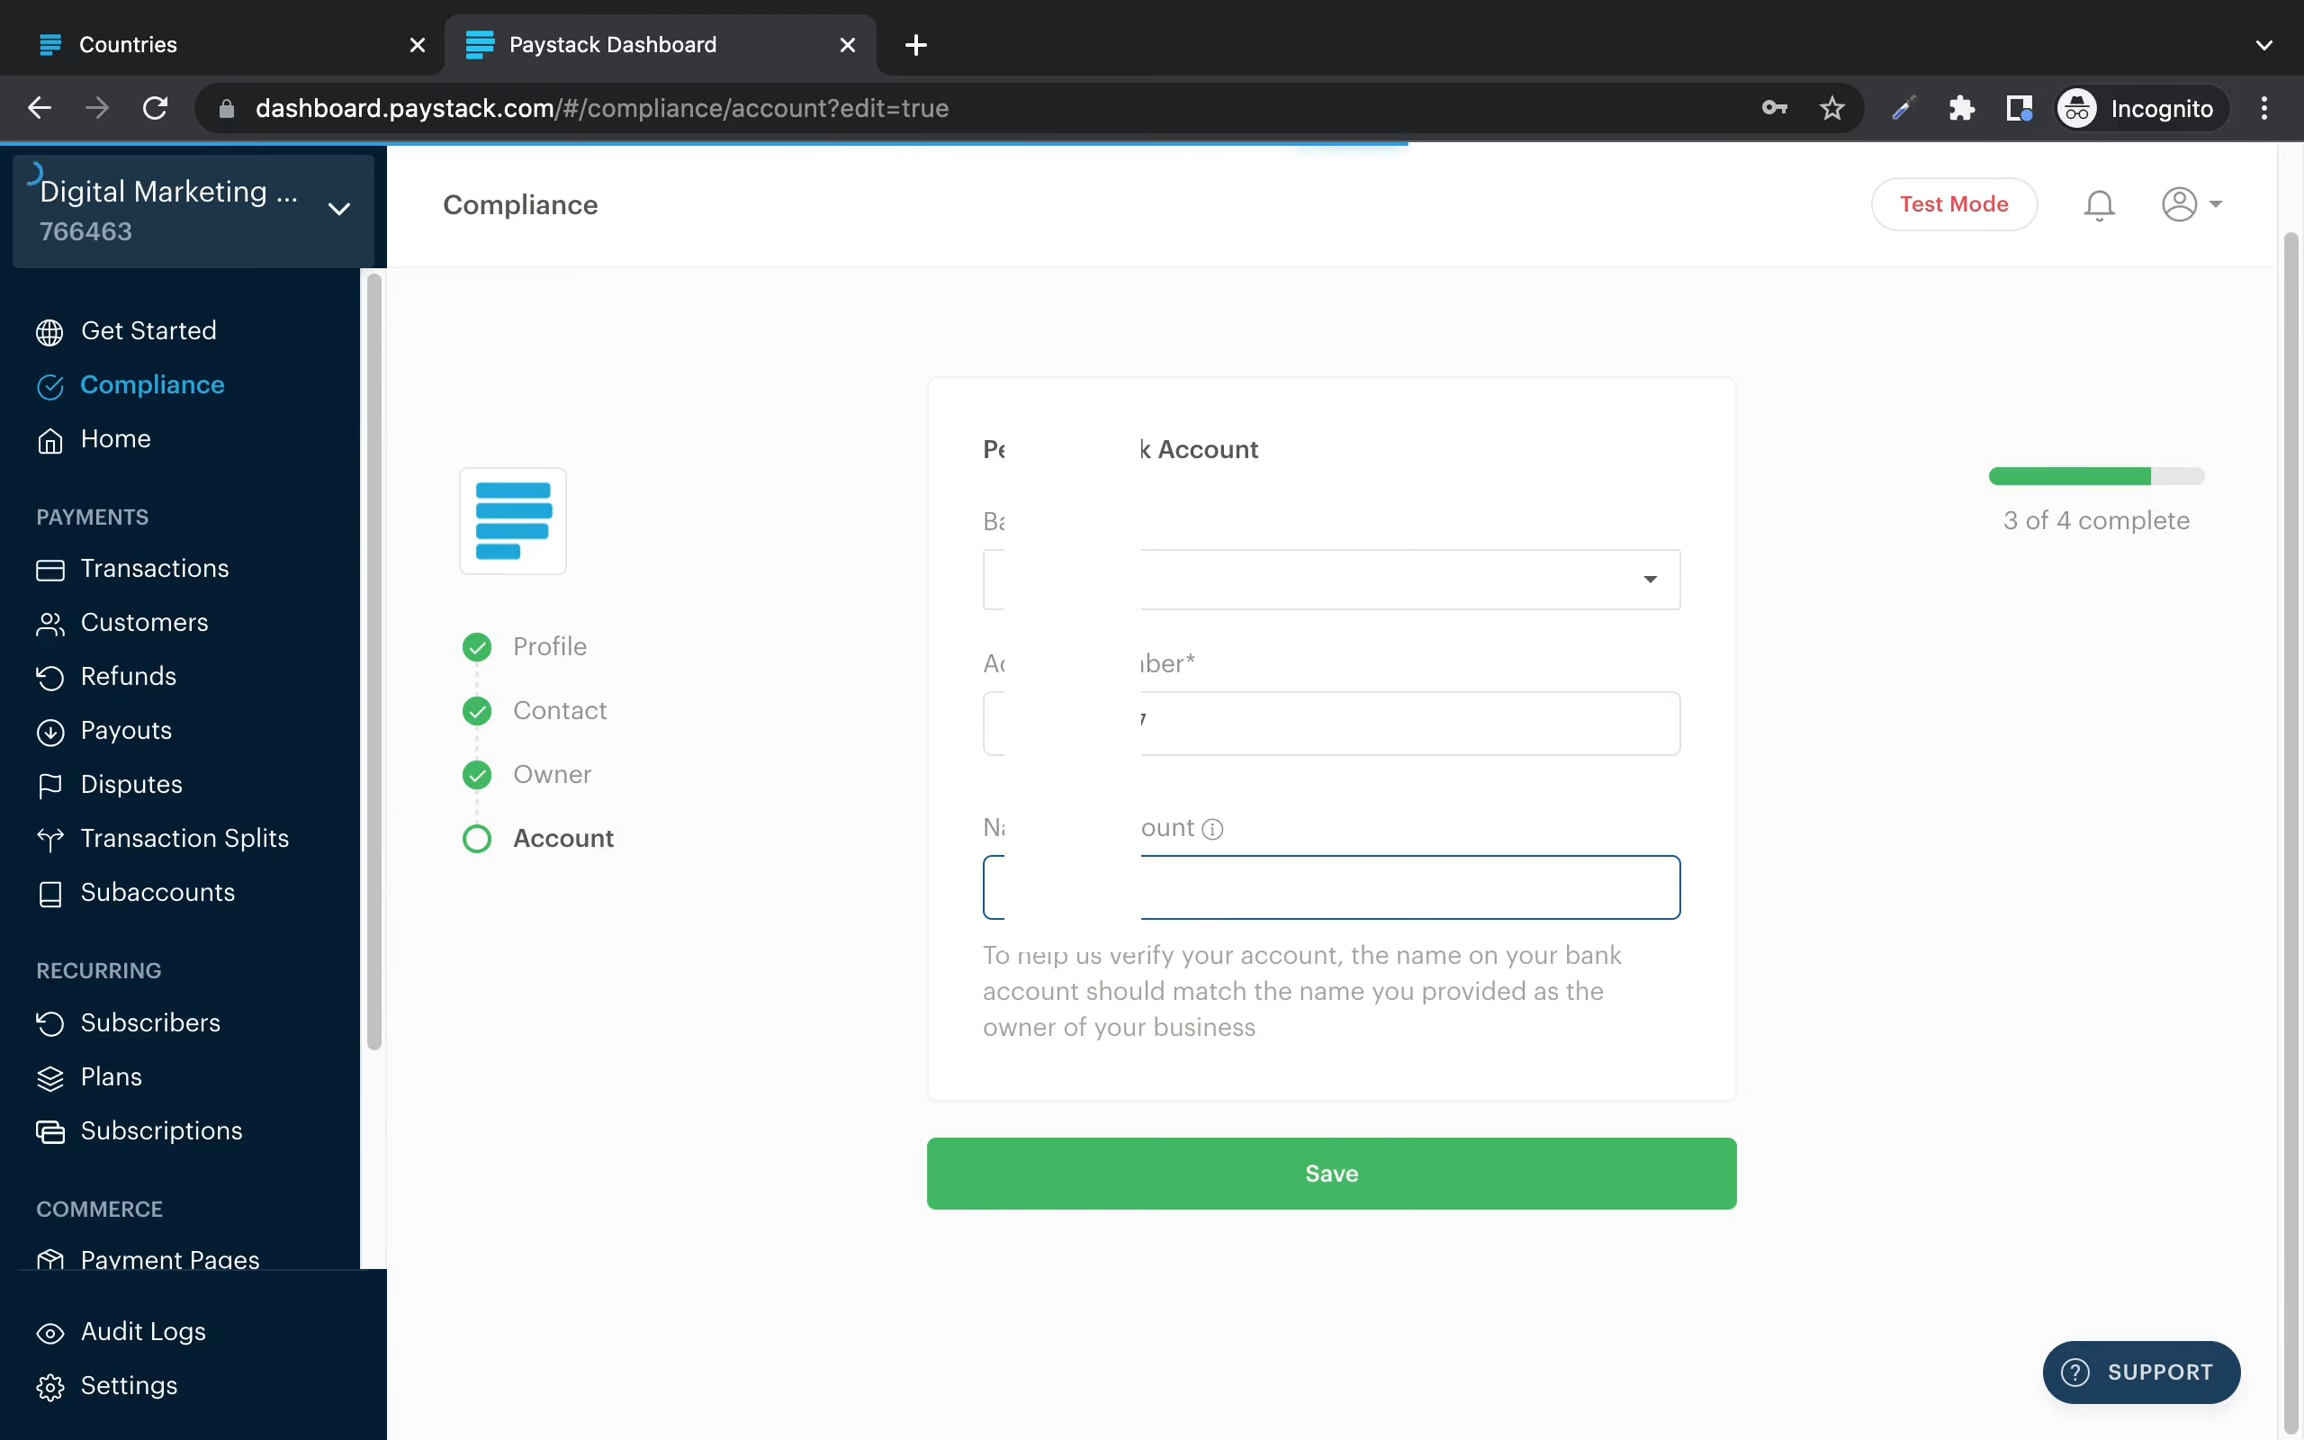 Countries
Paystack Dashboard
dashboard.paystack.com/#/compliance/account?edit=true
Incognito
Digital Marketing ...
766463
Compliance
Test Mode
Get Started
Compliance
Home
PAYMENTS
Transactions
Customers
Refunds
Payouts
Disputes
Transaction Splits
Subaccounts
RECURRING
Subscribers
Plans
Subscriptions
COMMERCE
Payment Pages
Audit Logs
Settings
Profile
Contact
Owner
Account
Account
To help us verify your account, the name on your bank
account should match the name you provided as the
owner of your business
Save
3 of 4 complete
SUPPORT